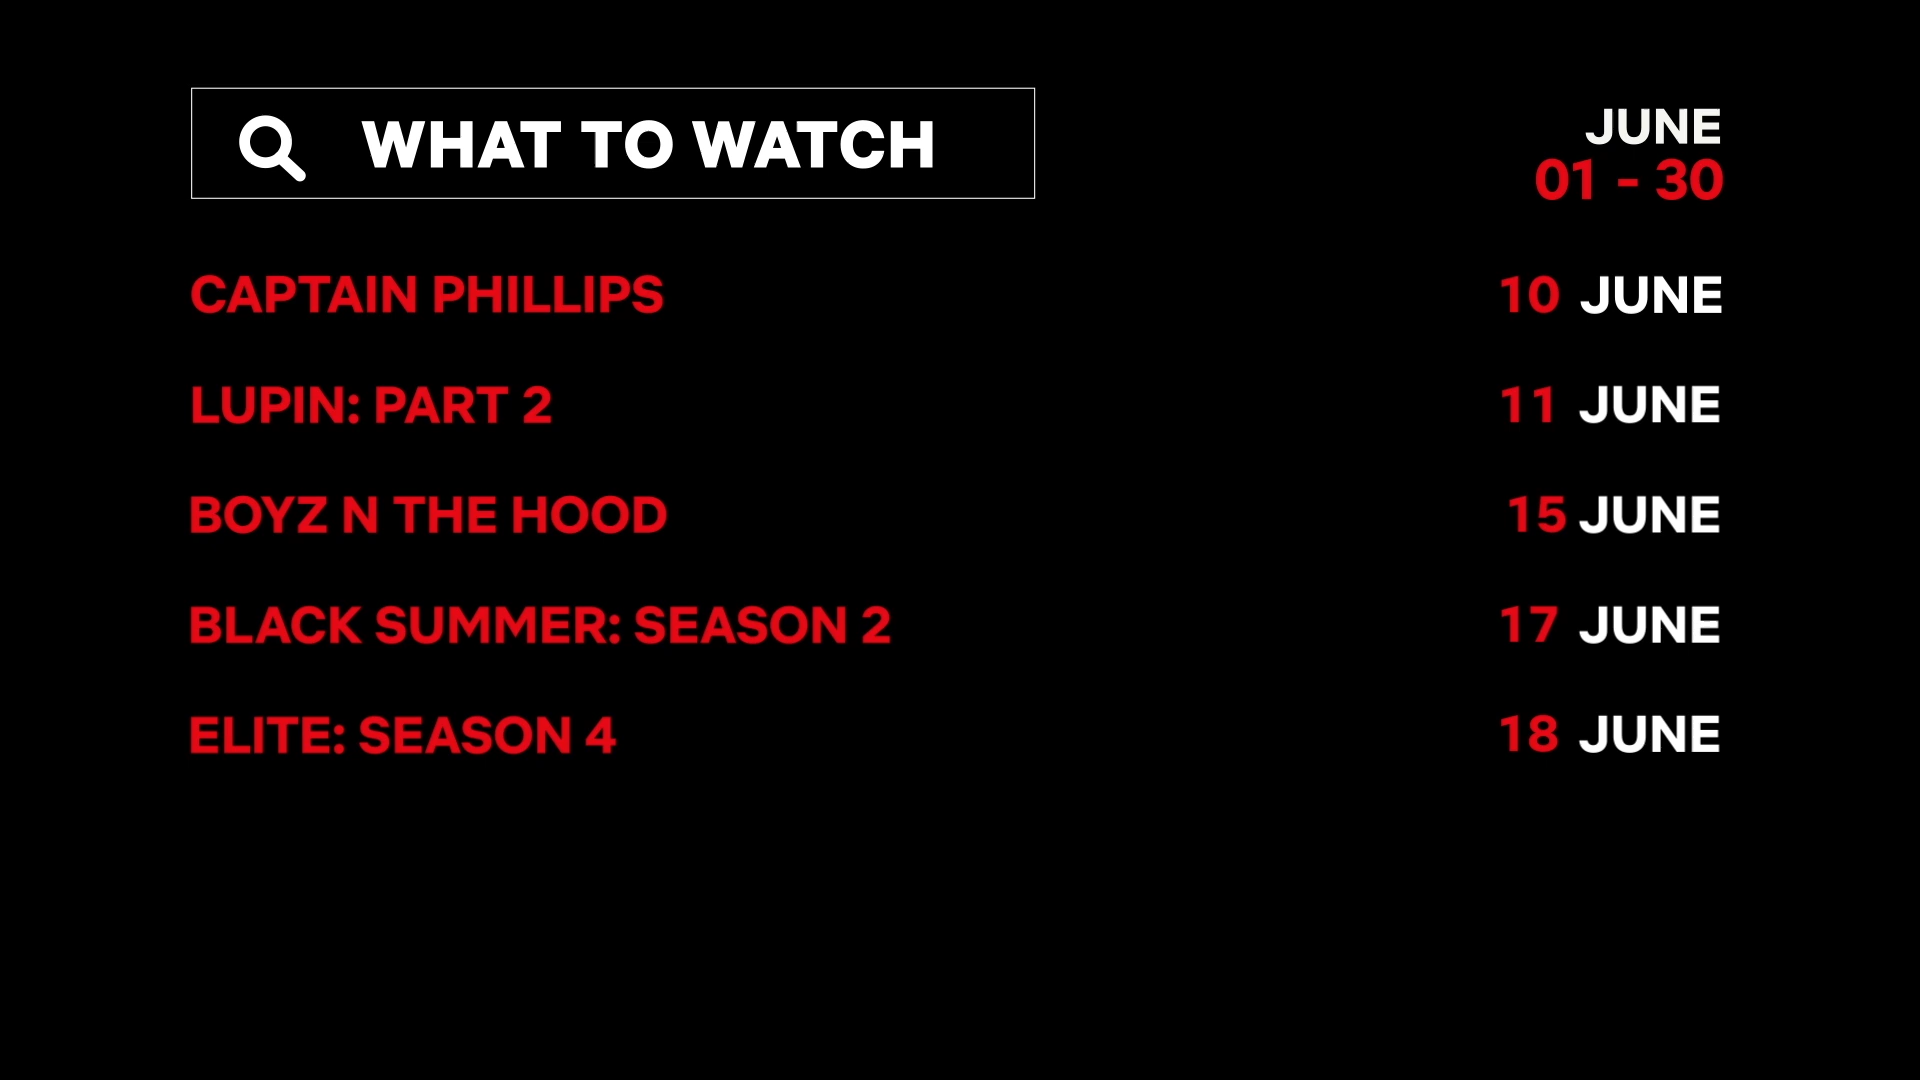 WHAT TO WATCH
JUNE
01 - 30
CAPTAIN PHILLIPS 10 JUNE
LUPIN: PART 2 11 JUNE
BOYZ N THE HOOD 15 JUNE
BLACK SUMMER: SEASON 2 17 JUNE
ELITE: SEASON 4 18 JUNE